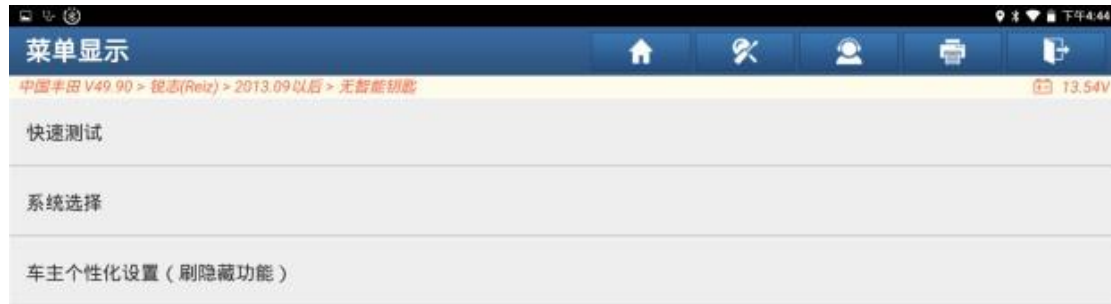 下午4:44
菜单显示
中国丰田 V49.90 > 锐志(Reiz) > 2013.09以后 > 无智能钥匙
13.54V
快速测试
系统选择
车主个性化设置（刷隐藏功能）